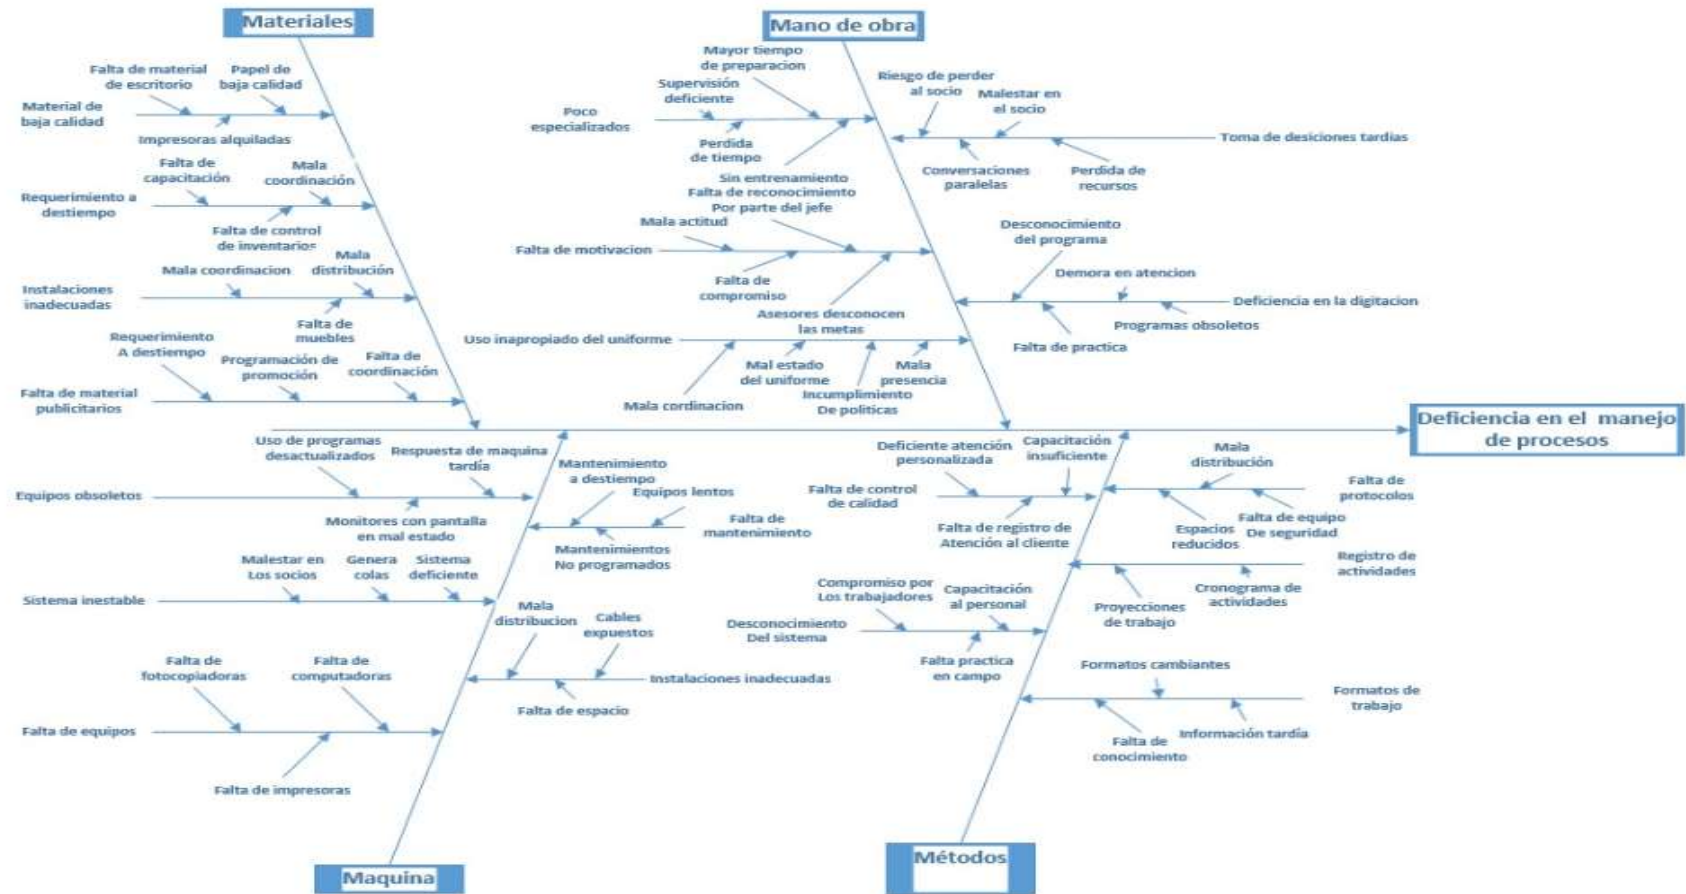 Materiales
Falta de material
de escritorio
Papel de
baja calidad
Material de
baja calidad
Impresoras alquiladas
Falta de
capacitación
Mala
coordinación
Requerimiento a
destiempo
Falta de control
de inventarios
Mala coordinacion
Mala
distribución
Instalaciones
inadecuadas
Falta de
muebles
Requerimiento
A destiempo
Programación de
promoción
Falta de
coordinación
Falta de material
publicitarios
Mano de obra
Mayor tiempo
de preparacion
Supervisión
deficiente
Poco
especializados
Perdida
de tiempo
Sin entrenamiento
Riesgo de perder
al socio
Malestar en
el socio
Toma de desiciones tardias
Conversaciones
paralelas
Perdida de
recursos
Falta de reconocimiento
Por parte del jefe
Mala actitud
Falta de motivacion
Falta de
compromiso
Asesores desconocen
las metas
Desconocimiento
del programa
Demora en atencion
Deficiencia en la digitacion
Programas obsoletos
Falta de practica
Uso inapropiado del uniforme
Mal estado
del uniforme
Mala
presencia
Incumplimiento
De politicas
Mala cordinacion
Deficiencia en el manejo
de procesos
Uso de programas
desactualizados
Respuesta de maquina
tardía
Equipos obsoletos
Monitores con pantalla
en mal estado
Mantenimiento
a destiempo
Equipos lentos
Falta de
mantenimiento
Mantenimientos
No programados
Malestar en
Los socios
Genera
colas
Sistema
deficiente
Sistema inestable
Mala
distribucion
Cables
expuestos
Instalaciones inadecuadas
Falta de espacio
Falta de
fotocopiadoras
Falta de
computadoras
Falta de equipos
Falta de impresoras
Maquina
Deficiente atención
personalizada
Capacitación
insuficiente
Falta de control
de calidad
Falta de registro de
Atención al cliente
Mala
distribución
Falta de
protocolos
Espacios
reducidos
Falta de equipo
De seguridad
Registro de
actividades
Cronograma de
actividades
Proyecciones
de trabajo
Compromiso por
Los trabajadores
Capacitación
al personal
Desconocimiento
Del sistema
Falta practica
en campo
Formatos cambiantes
Formatos de
trabajo
Información tardía
Falta de
conocimiento
Métodos